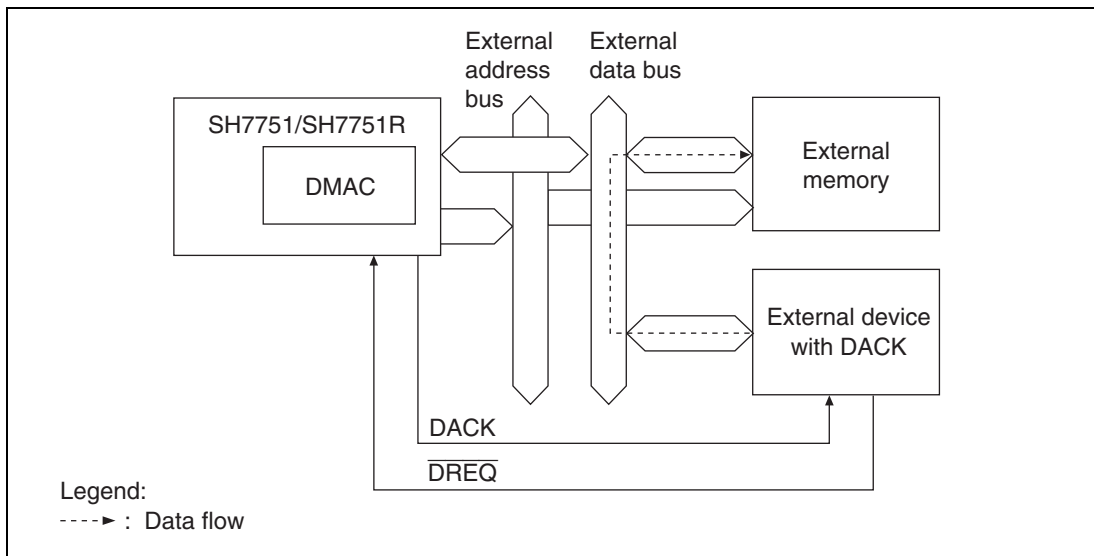 External
address
bus
External
data bus
SH7751/SH7751R
DMAC
External
memory
External device
with DACK
DACK
DREQ
Legend:
: Data flow